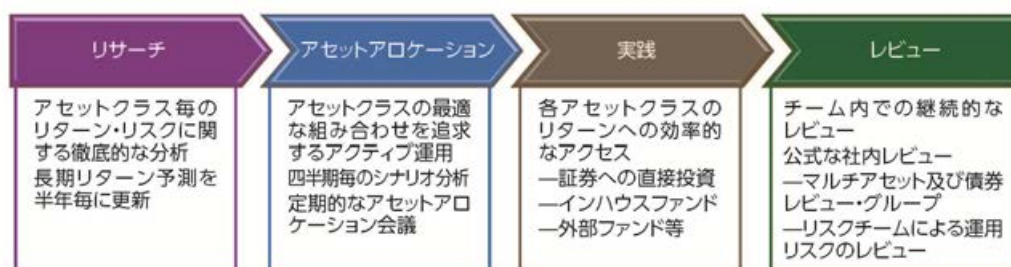 リサーチ
アセットクラス毎の
リターン・リスクに関
する徹底的な分析
長期リターン予測を
半年毎に更新
アセットアロケーション
アセットクラスの最適
な組み合わせを追求
するアクティブ運用
四半期毎のシナリオ分析
定期的なアセットアロ
ケーション会議
実践
各アセットクラスの
リターンへの効率的
なアクセス
―証券への直接投資
―インハウスファンド
―外部ファンド等
レビュー
チーム内での継続的な
レビュー
公式な社内レビュー
―マルチアセット及び債券
レビュー・グループ
―リスクチームによる運用
リスクのレビュー